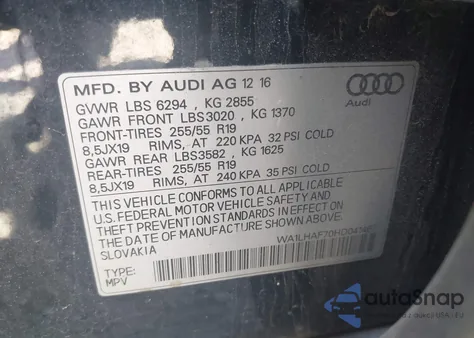 MFD. BY AUDI AG 12 16
GVWR LBS 6294 , KG 2855
GAWR FRONT LBS3020 , KG 1370
FRONT-TIRES 255/55 R19
8,5JX19 RIMS, AT 220 KPA 32 PSI COLD
GAWR REAR LBS3582 , KG 1625
REAR-TIRES 255/55 R19
8,5JX19 RIMS, AT 240 KPA 35 PSI COLD
THIS VEHICLE CONFORMS TO ALL APPLICABLE
U.S. FEDERAL MOTOR VEHICLE SAFETY AND
THEFT PREVENTION STANDARDS IN EFFECT ON
THE DATE OF MANUFACTURE SHOWN ABOVE.
SLOVAKIA
TYPE:
MPV
Audi
autoSnap